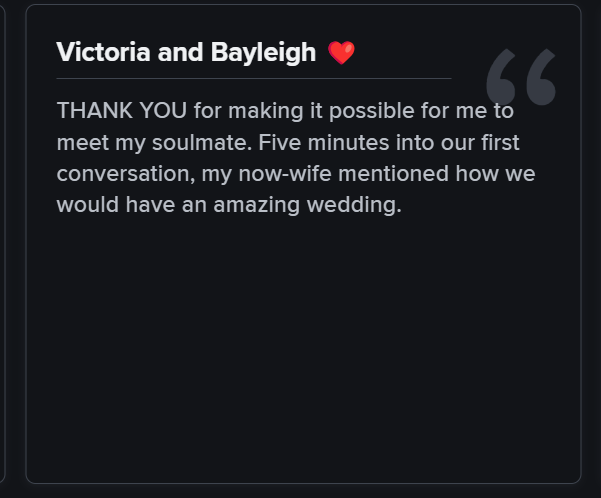 Victoria and Bayleigh ❤️
“
THANK YOU for making it possible for me to
meet my soulmate. Five minutes into our first
conversation, my now-wife mentioned how we
would have an amazing wedding.